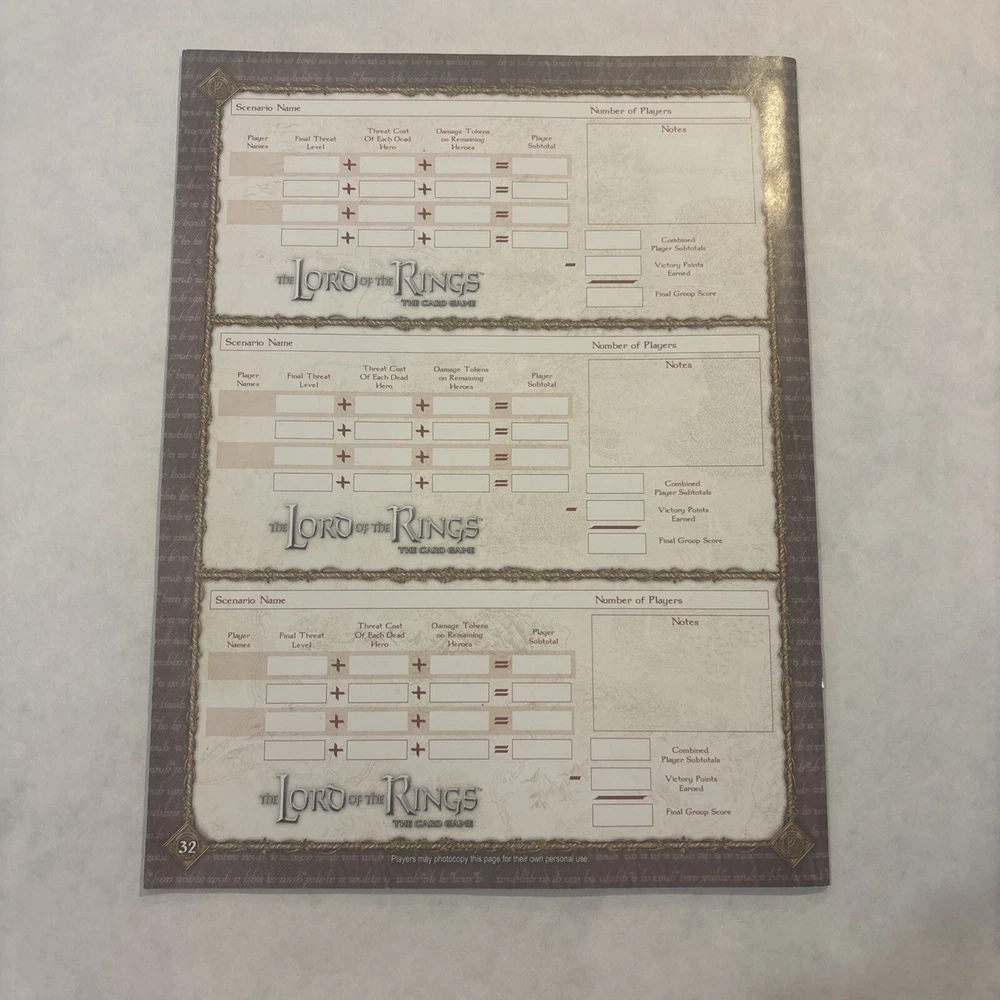 Scenario Name Number of Players
Player Names Final Threat Level Threat Cost Of Each Dead Hero Damage Tokens on Remaining Heroes Player Subtotal
Notes
+ + =
+ + =
+ + =
+ + =
Combined
Player Subtotals
- Victory Points
Earned
Final Group Score
THE LORD OF THE RINGS™
THE CARD GAME
Scenario Name Number of Players
Player Names Final Threat Level Threat Cost Of Each Dead Hero Damage Tokens on Remaining Heroes Player Subtotal
Notes
+ + =
+ + =
+ + =
+ + =
Combined
Player Subtotals
- Victory Points
Earned
Final Group Score
THE LORD OF THE RINGS™
THE CARD GAME
Scenario Name Number of Players
Player Names Final Threat Level Threat Cost Of Each Dead Hero Damage Tokens on Remaining Heroes Player Subtotal
Notes
+ + =
+ + =
+ + =
+ + =
Combined
Player Subtotals
- Victory Points
Earned
Final Group Score
THE LORD OF THE RINGS™
THE CARD GAME
32
Players may photocopy this page for their own personal use.